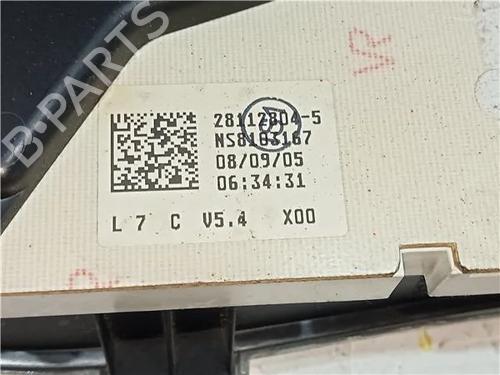 28112804-5
NS8183167
08/09/05
06:34:31
L 7 C V5.4 X00
VR
B-PARTS